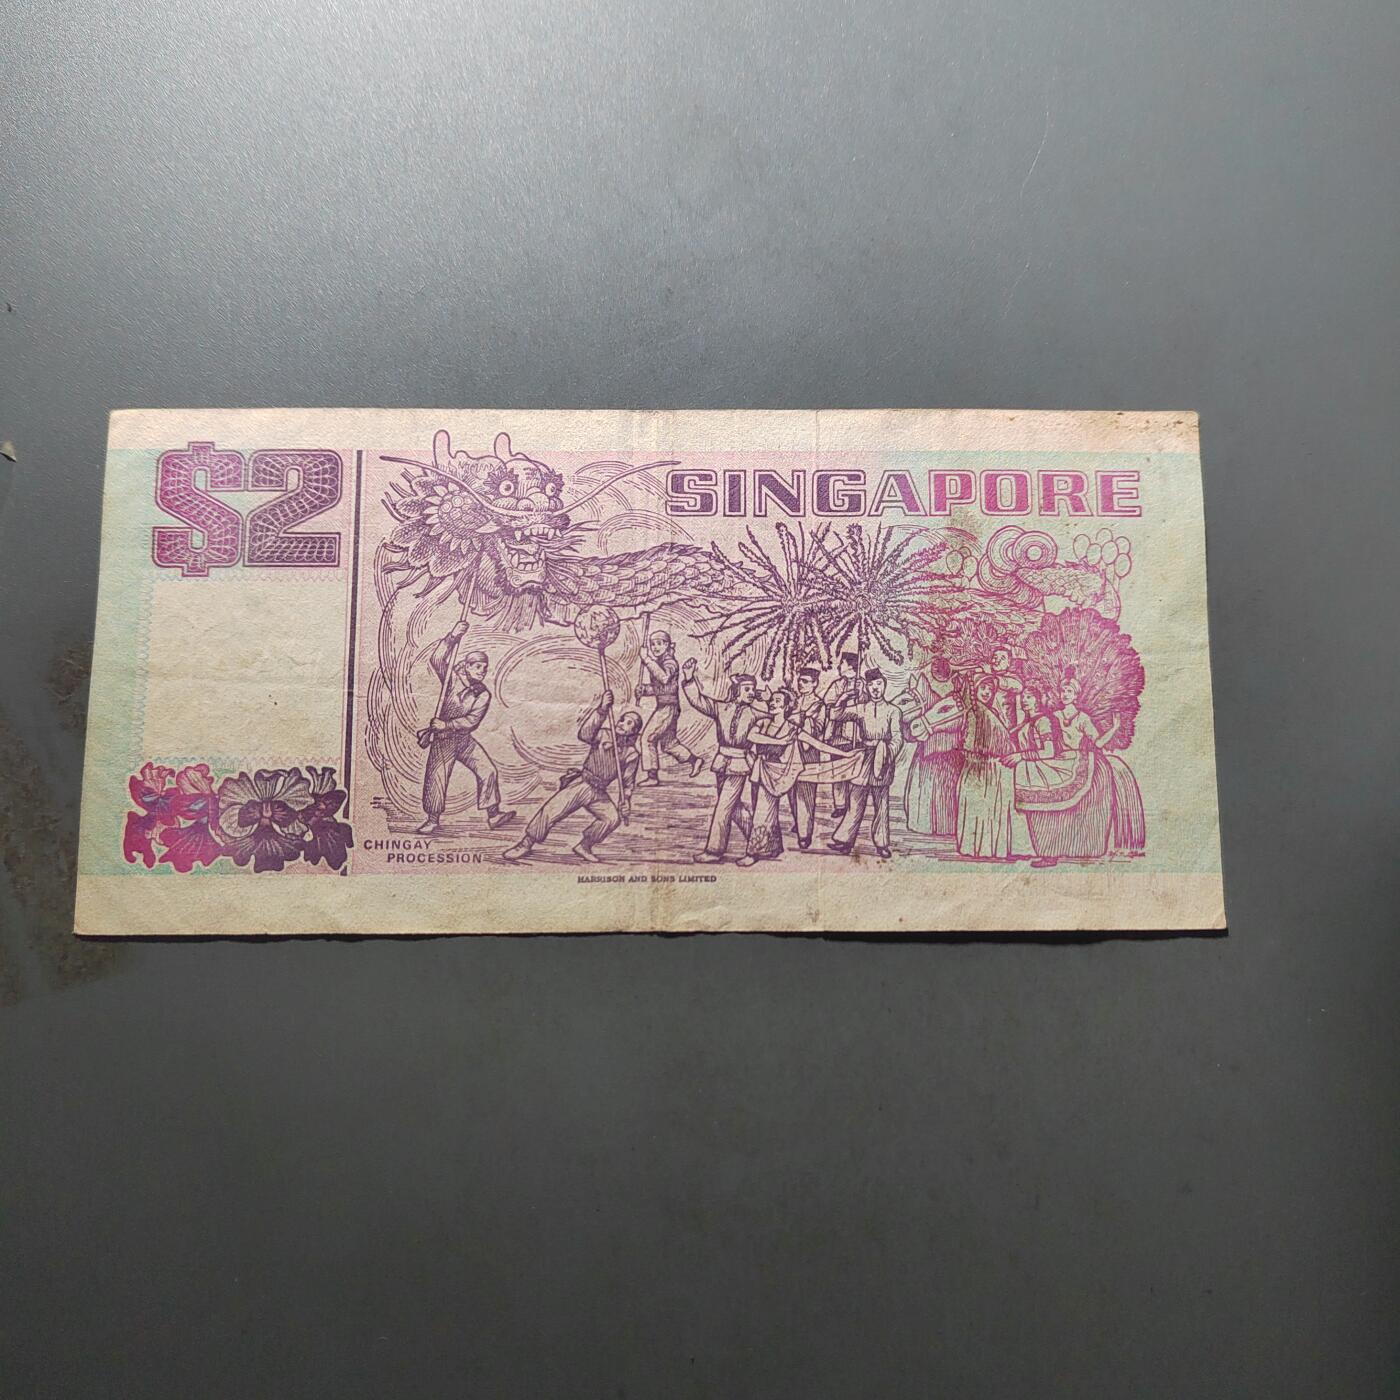 $2
SINGAPORE
CHINGAY
PROCESSION
HARRISON AND SONS LIMITED